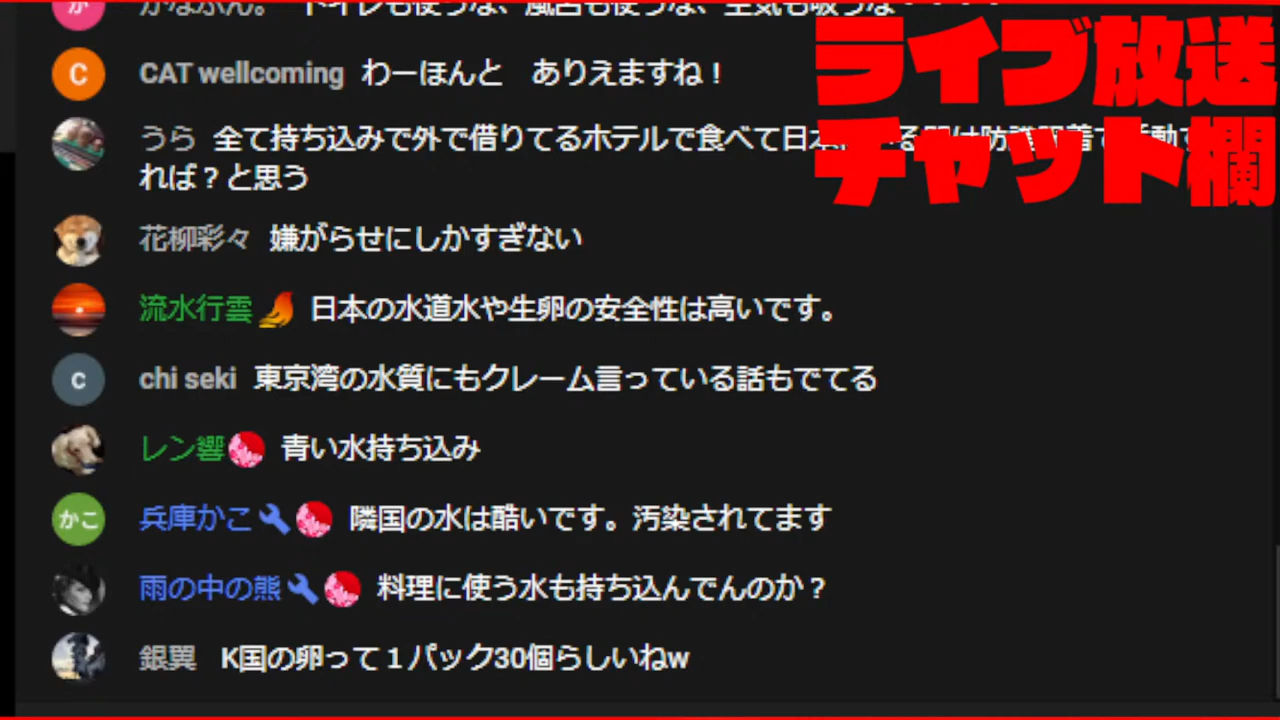 かなぶん。 トイレも使うな、風呂も使うな、空気も吸うな・・・・
ライブ放送
チャット欄
C CAT wellcoming わーほんと ありえますね！
うら 全て持ち込みで外で借りてるホテルで食べて日本
れば？と思う
花柳彩々 嫌がらせにしかすぎない
流水行雲 日本の水道水や生卵の安全性は高いです。
c chi seki 東京湾の水質にもクレーム言っている話もでてる
レン響 青い水持ち込み
かこ 兵庫かこ 隣国の水は酷いです。汚染されてます
雨の中の熊 料理に使う水も持ち込んでんのか？
銀翼 K国の卵って１パック30個らしいねw